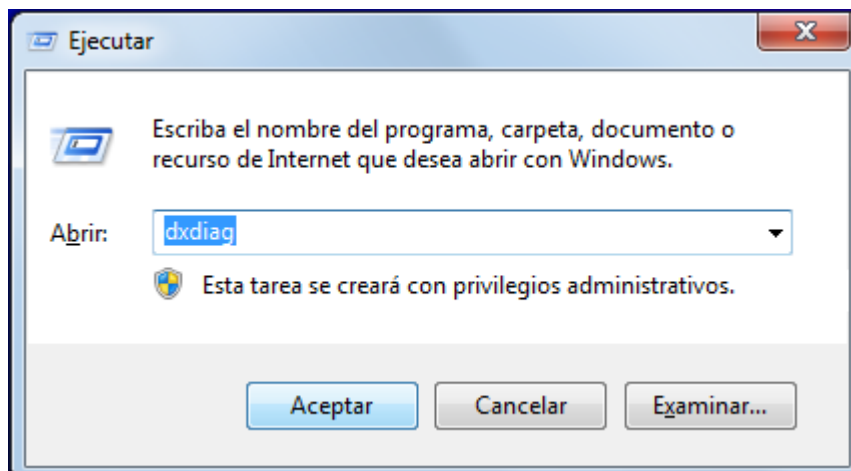 Ejecutar
Escriba el nombre del programa, carpeta, documento o
recurso de Internet que desea abrir con Windows.
Abrir: dxdiag
Esta tarea se creará con privilegios administrativos.
Aceptar Cancelar Examinar...